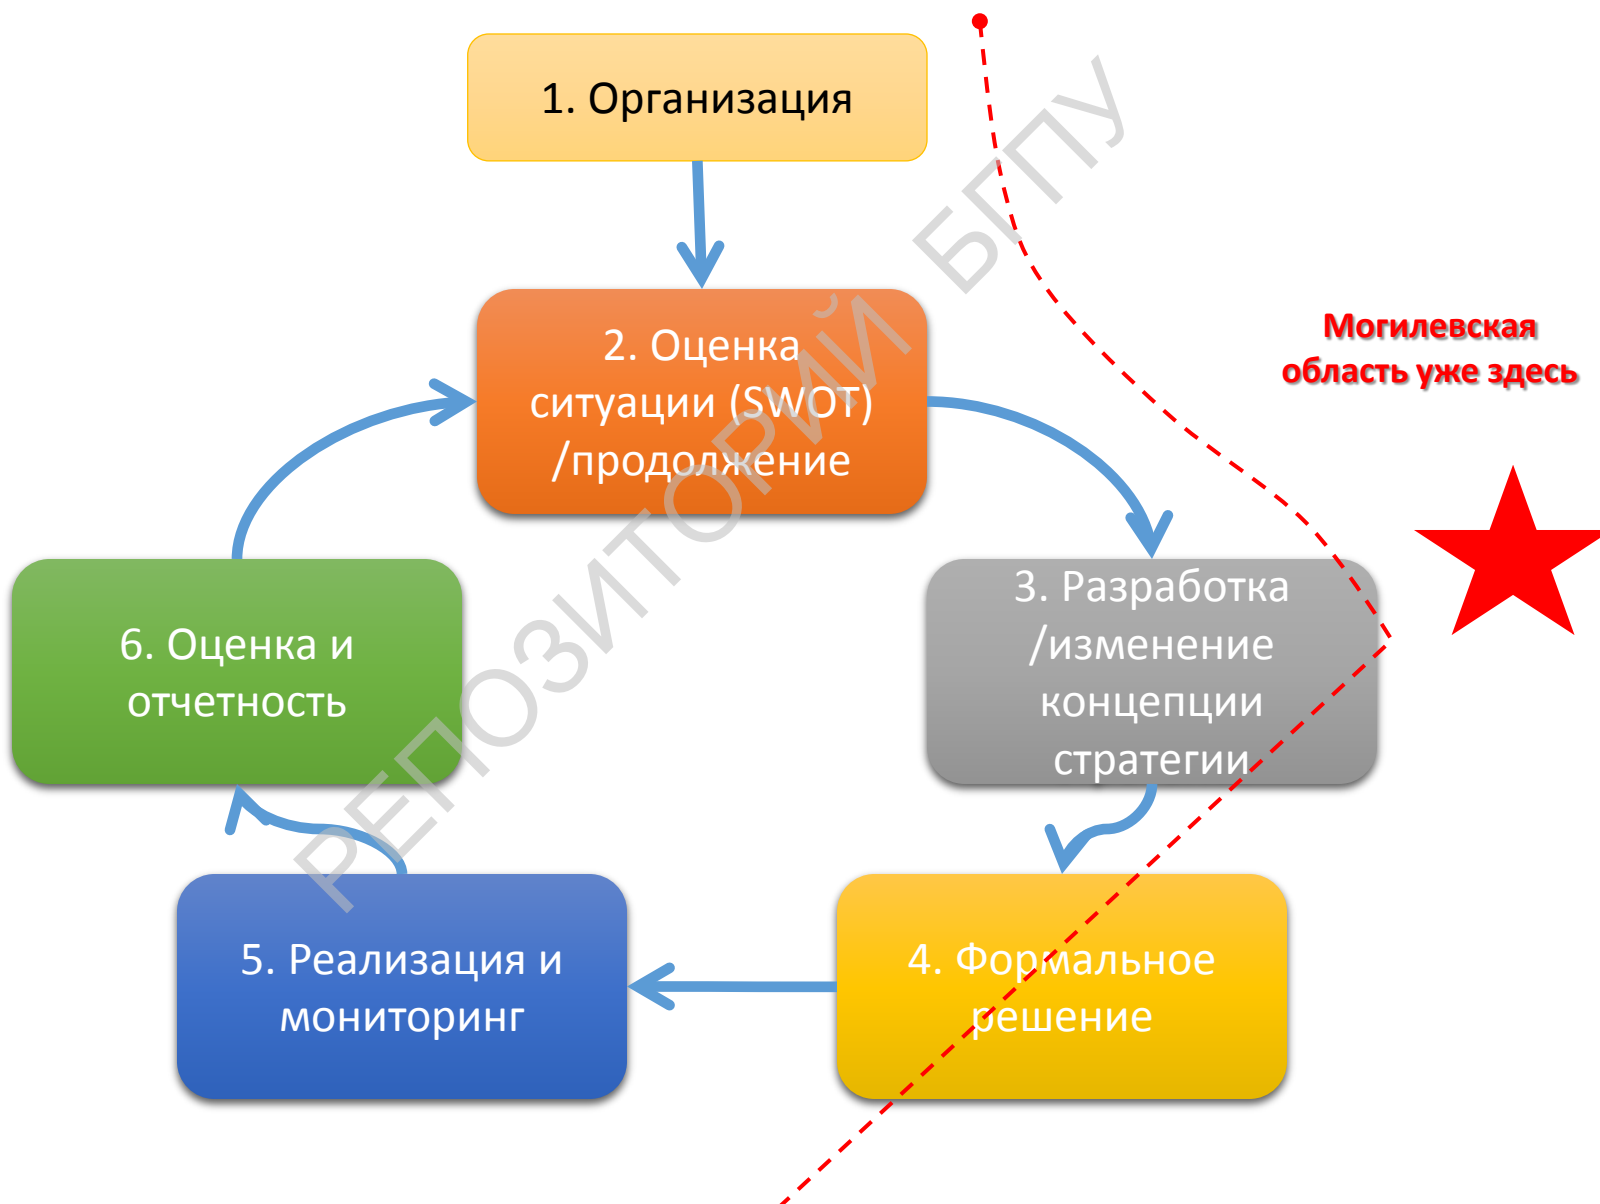 1. Организация
2. Оценка
ситуации (SWOT)
/продолжение
Могилевская
область уже здесь
3. Разработка
/изменение
концепции
стратегии
6. Оценка и
отчетность
5. Реализация и
мониторинг
4. Формальное
решение
РЕПОЗИТОРИЙ БГПУ